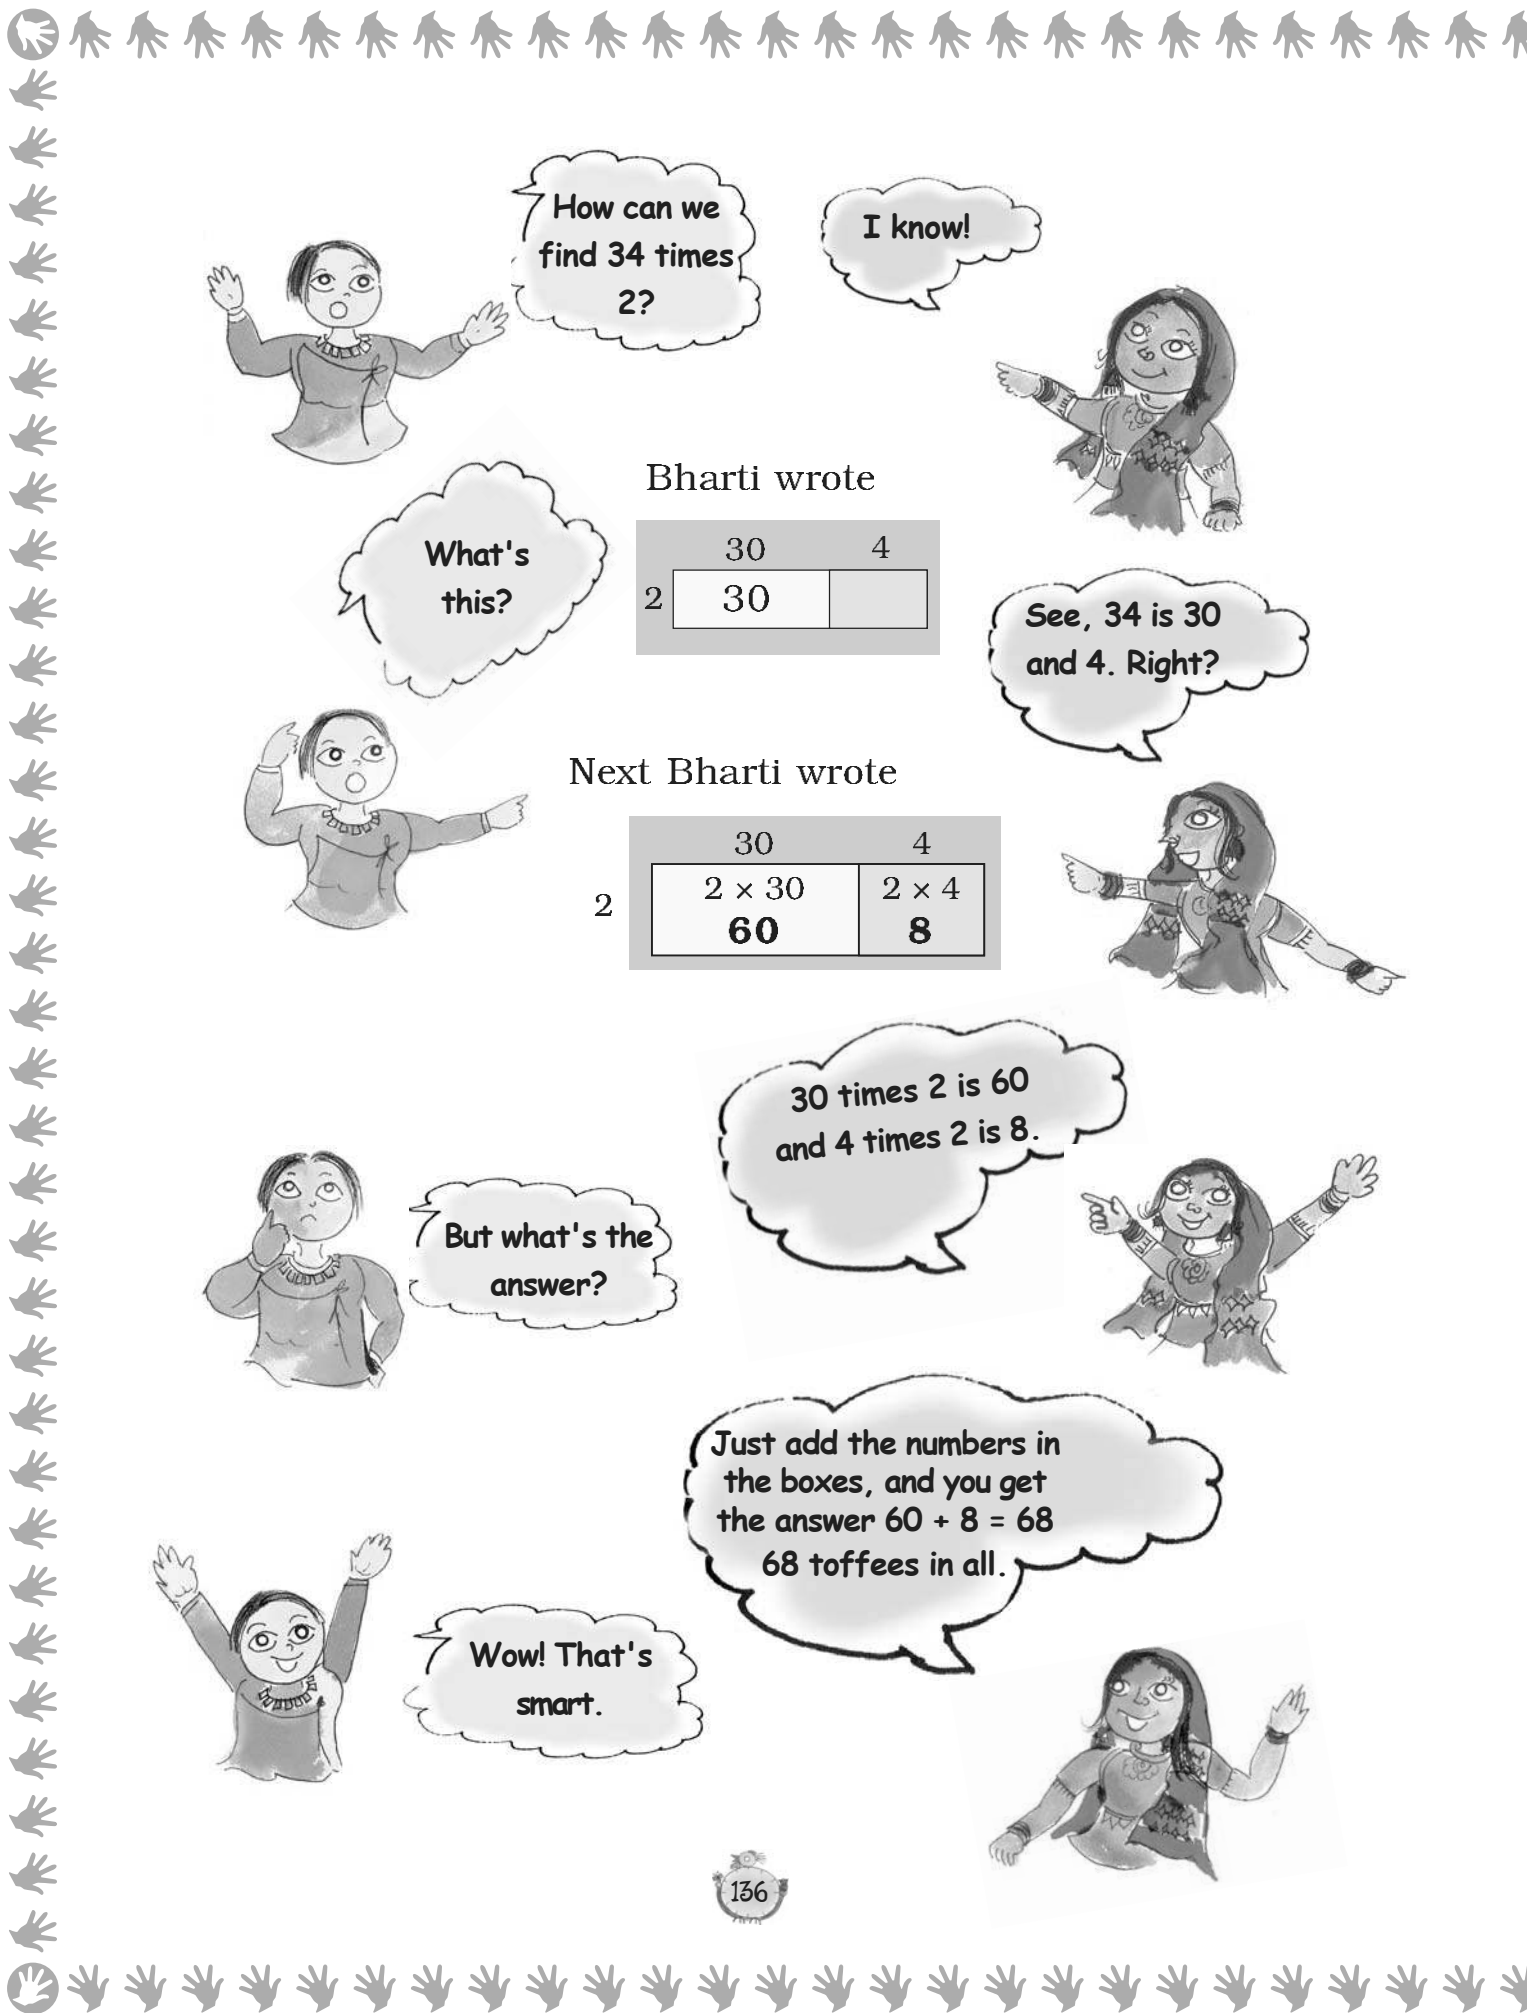 How can we
find 34 times
2?
I know!
Bharti wrote
30 4
2 30
What's
this?
See, 34 is 30
and 4. Right?
Next Bharti wrote
30 4
2 × 30 2 × 4
2
60 8
30 times 2 is 60
and 4 times 2 is 8.
But what's the
answer?
Just add the numbers in
the boxes, and you get
the answer 60 + 8 = 68
68 toffees in all.
Wow! That's
smart.
136